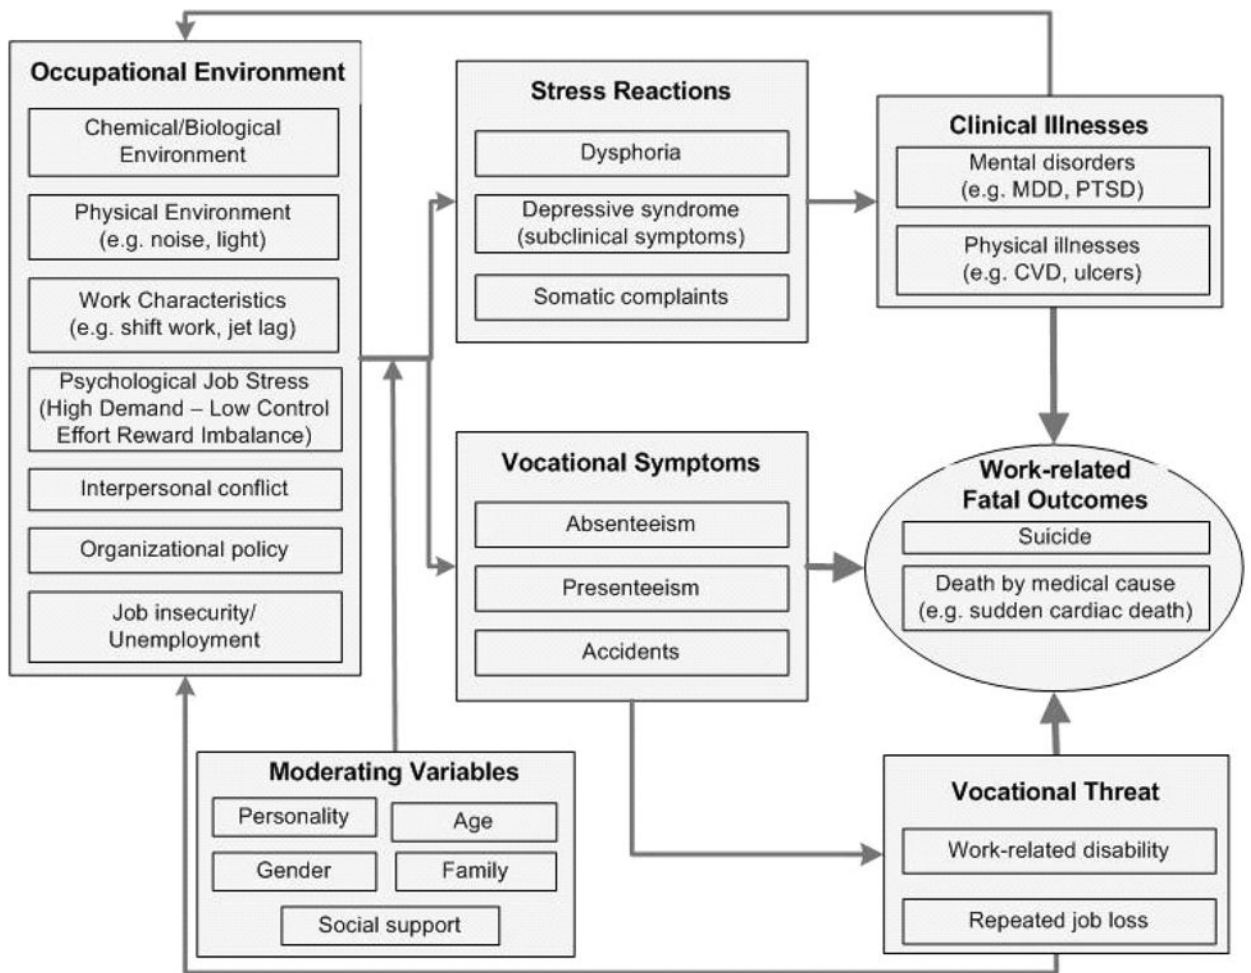 Occupational Environment
Chemical/Biological
Environment
Physical Environment
(e.g. noise, light)
Work Characteristics
(e.g. shift work, jet lag)
Psychological Job Stress
(High Demand – Low Control
Effort Reward Imbalance)
Interpersonal conflict
Organizational policy
Job insecurity/
Unemployment
Stress Reactions
Dysphoria
Depressive syndrome
(subclinical symptoms)
Somatic complaints
Clinical Illnesses
Mental disorders
(e.g. MDD, PTSD)
Physical illnesses
(e.g. CVD, ulcers)
Vocational Symptoms
Absenteeism
Presenteeism
Accidents
Work-related
Fatal Outcomes
Suicide
Death by medical cause
(e.g. sudden cardiac death)
Moderating Variables
Personality
Age
Gender
Family
Social support
Vocational Threat
Work-related disability
Repeated job loss